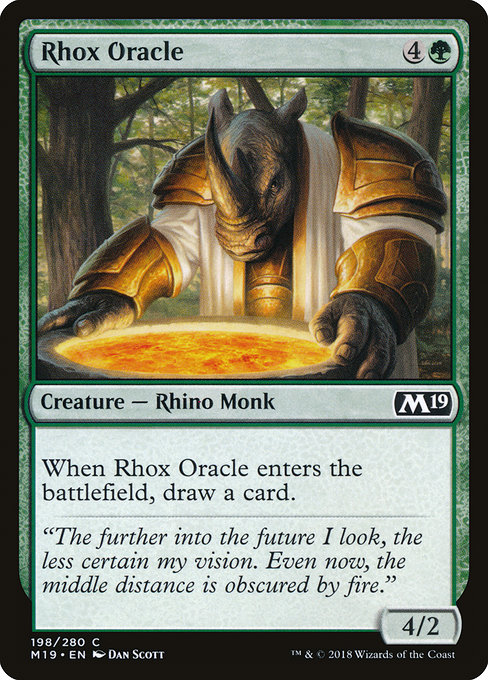 Rhox Oracle 4
Creature — Rhino Monk
M19
When Rhox Oracle enters the
battlefield, draw a card.
“The further into the future I look, the
less certain my vision. Even now, the
middle distance is obscured by fire.”
4/2
198/280 C
M19 • EN Dan Scott
™ & © 2018 Wizards of the Coast